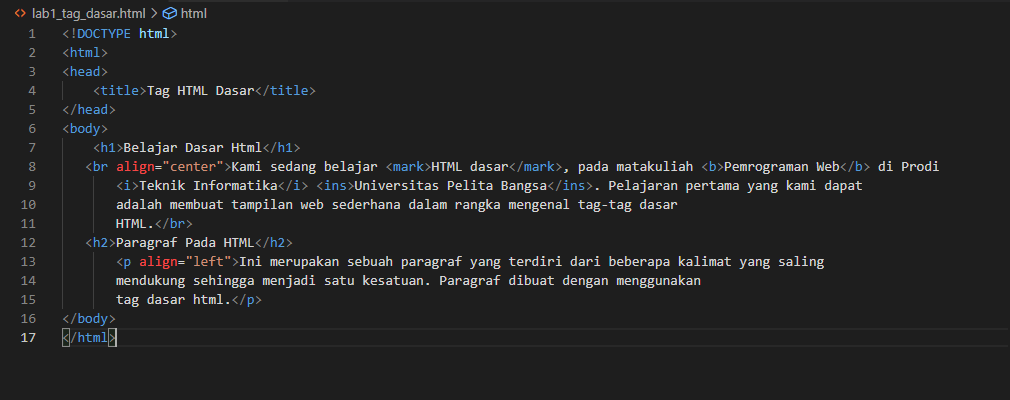 lab1_tag_dasar.html > html
1 <!DOCTYPE html>
2 <html>
3 <head>
4 <title>Tag HTML Dasar</title>
5 </head>
6 <body>
7 <h1>Belajar Dasar Html</h1>
8 <br align="center">Kami sedang belajar <mark>HTML dasar</mark>, pada matakuliah <b>Pemrograman Web</b> di Prodi
9 <i>Teknik Informatika</i> <ins>Universitas Pelita Bangsa</ins>. Pelajaran pertama yang kami dapat
10 adalah membuat tampilan web sederhana dalam rangka mengenal tag-tag dasar
11 HTML.</br>
12 <h2>Paragraf Pada HTML</h2>
13 <p align="left">Ini merupakan sebuah paragraf yang terdiri dari beberapa kalimat yang saling
14 mendukung sehingga menjadi satu kesatuan. Paragraf dibuat dengan menggunakan
15 tag dasar html.</p>
16 </body>
17 </html>